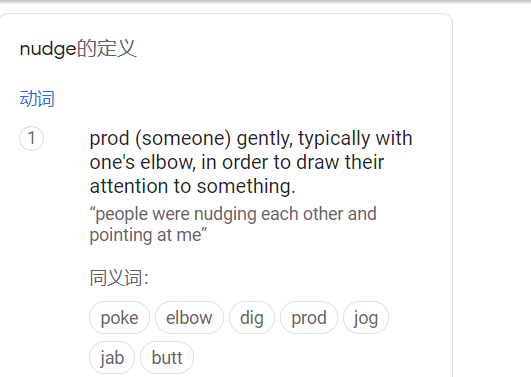 nudge的定义
动词
1
prod (someone) gently, typically with
one's elbow, in order to draw their
attention to something.
“people were nudging each other and
pointing at me”
同义词：
poke elbow dig prod jog
jab butt